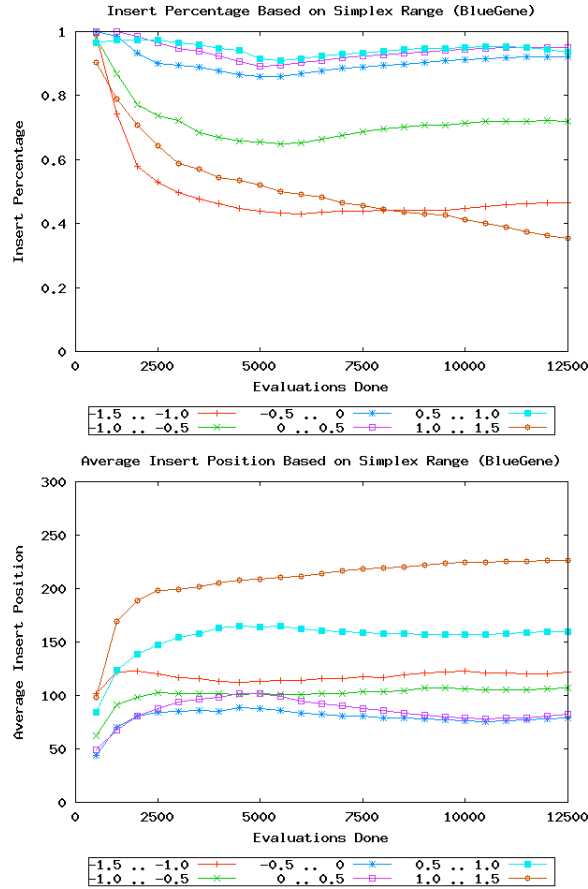 Insert Percentage Based on Simplex Range (BlueGene)
1
0.8
0.6
0.4
0.2
0
Insert Percentage
0 2500 5000 7500 10000 12500
Evaluations Done
-1.5 .. -1.0 -0.5 .. 0 0.5 .. 1.0
-1.0 .. -0.5 0 .. 0.5 1.0 .. 1.5
Average Insert Position Based on Simplex Range (BlueGene)
300
250
200
150
100
50
0
Average Insert Position
0 2500 5000 7500 10000 12500
Evaluations Done
-1.5 .. -1.0 -0.5 .. 0 0.5 .. 1.0
-1.0 .. -0.5 0 .. 0.5 1.0 .. 1.5